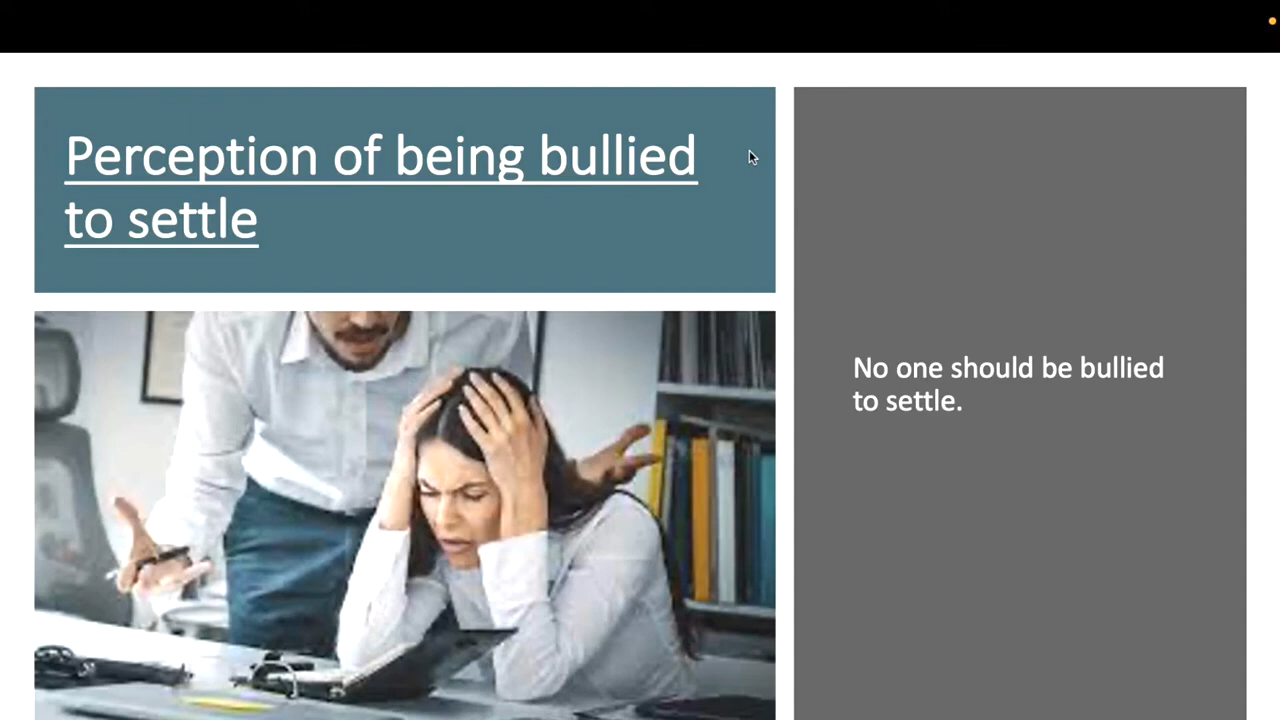 Perception of being bullied
to settle
No one should be bullied
to settle.